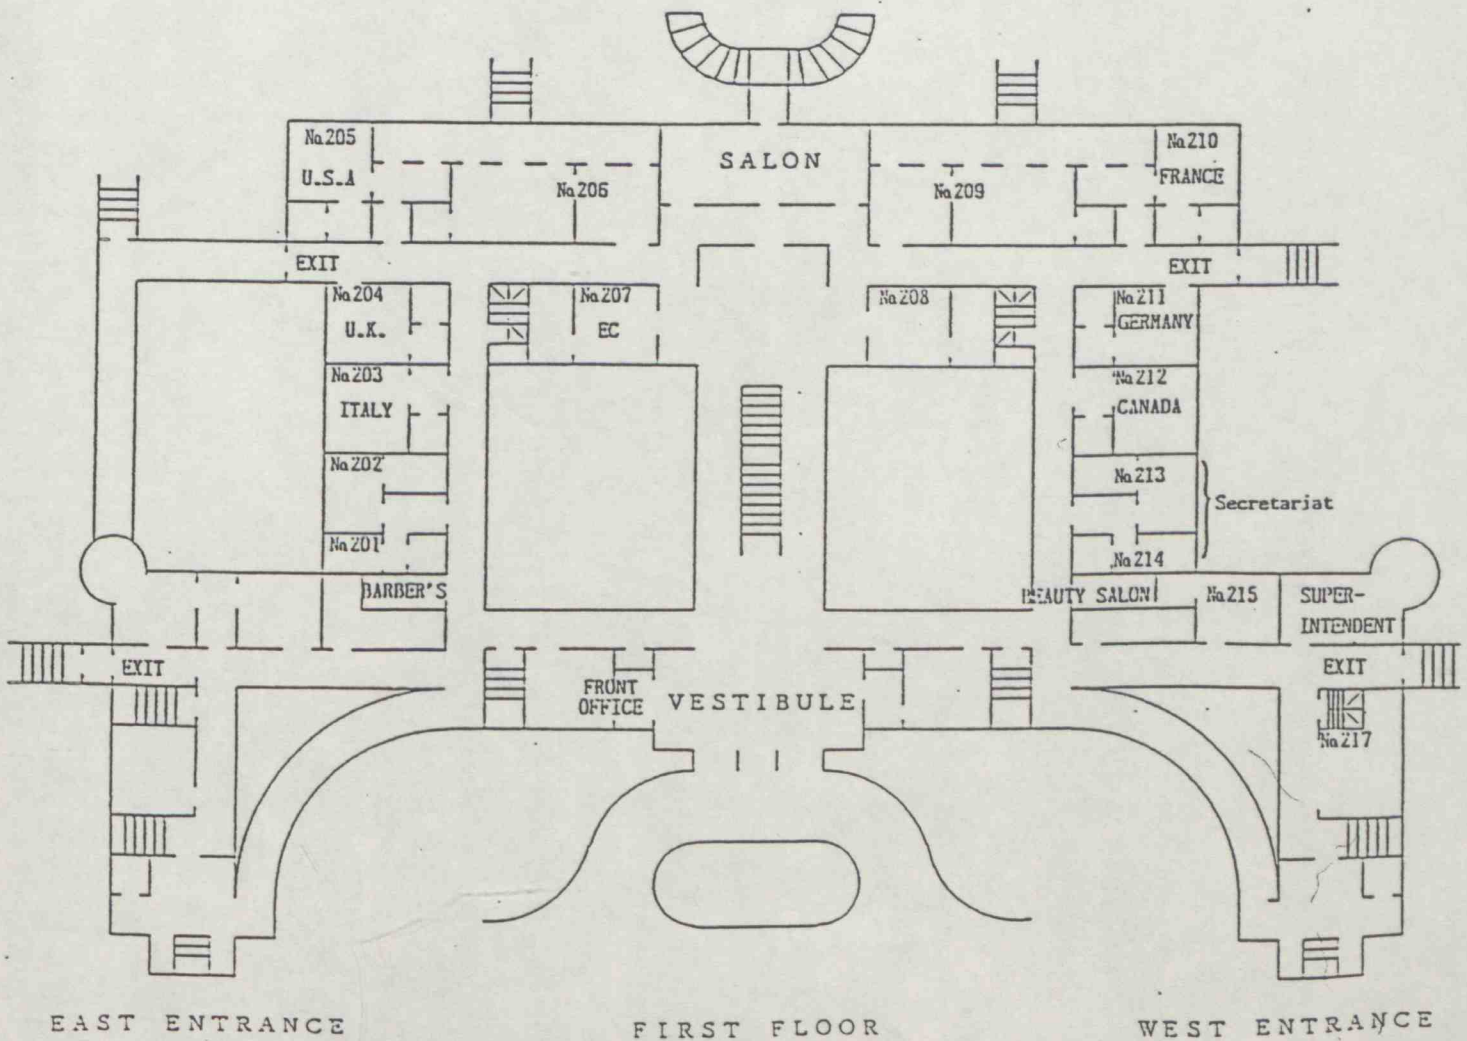 No.205
U.S.A
No.206
SALON
No.209
No.210
FRANCE
EXIT
EXIT
No.204
U.K.
No.207
EC
No.208
No.211
GERMANY
No.203
ITALY
No.212
CANADA
No.202
No.213
Secretariat
No.201
No.214
BARBER'S
BEAUTY SALON
No.215
SUPER-
INTENDENT
EXIT
EXIT
FRONT
OFFICE
VESTIBULE
No.217
EAST ENTRANCE
FIRST FLOOR
WEST ENTRANCE